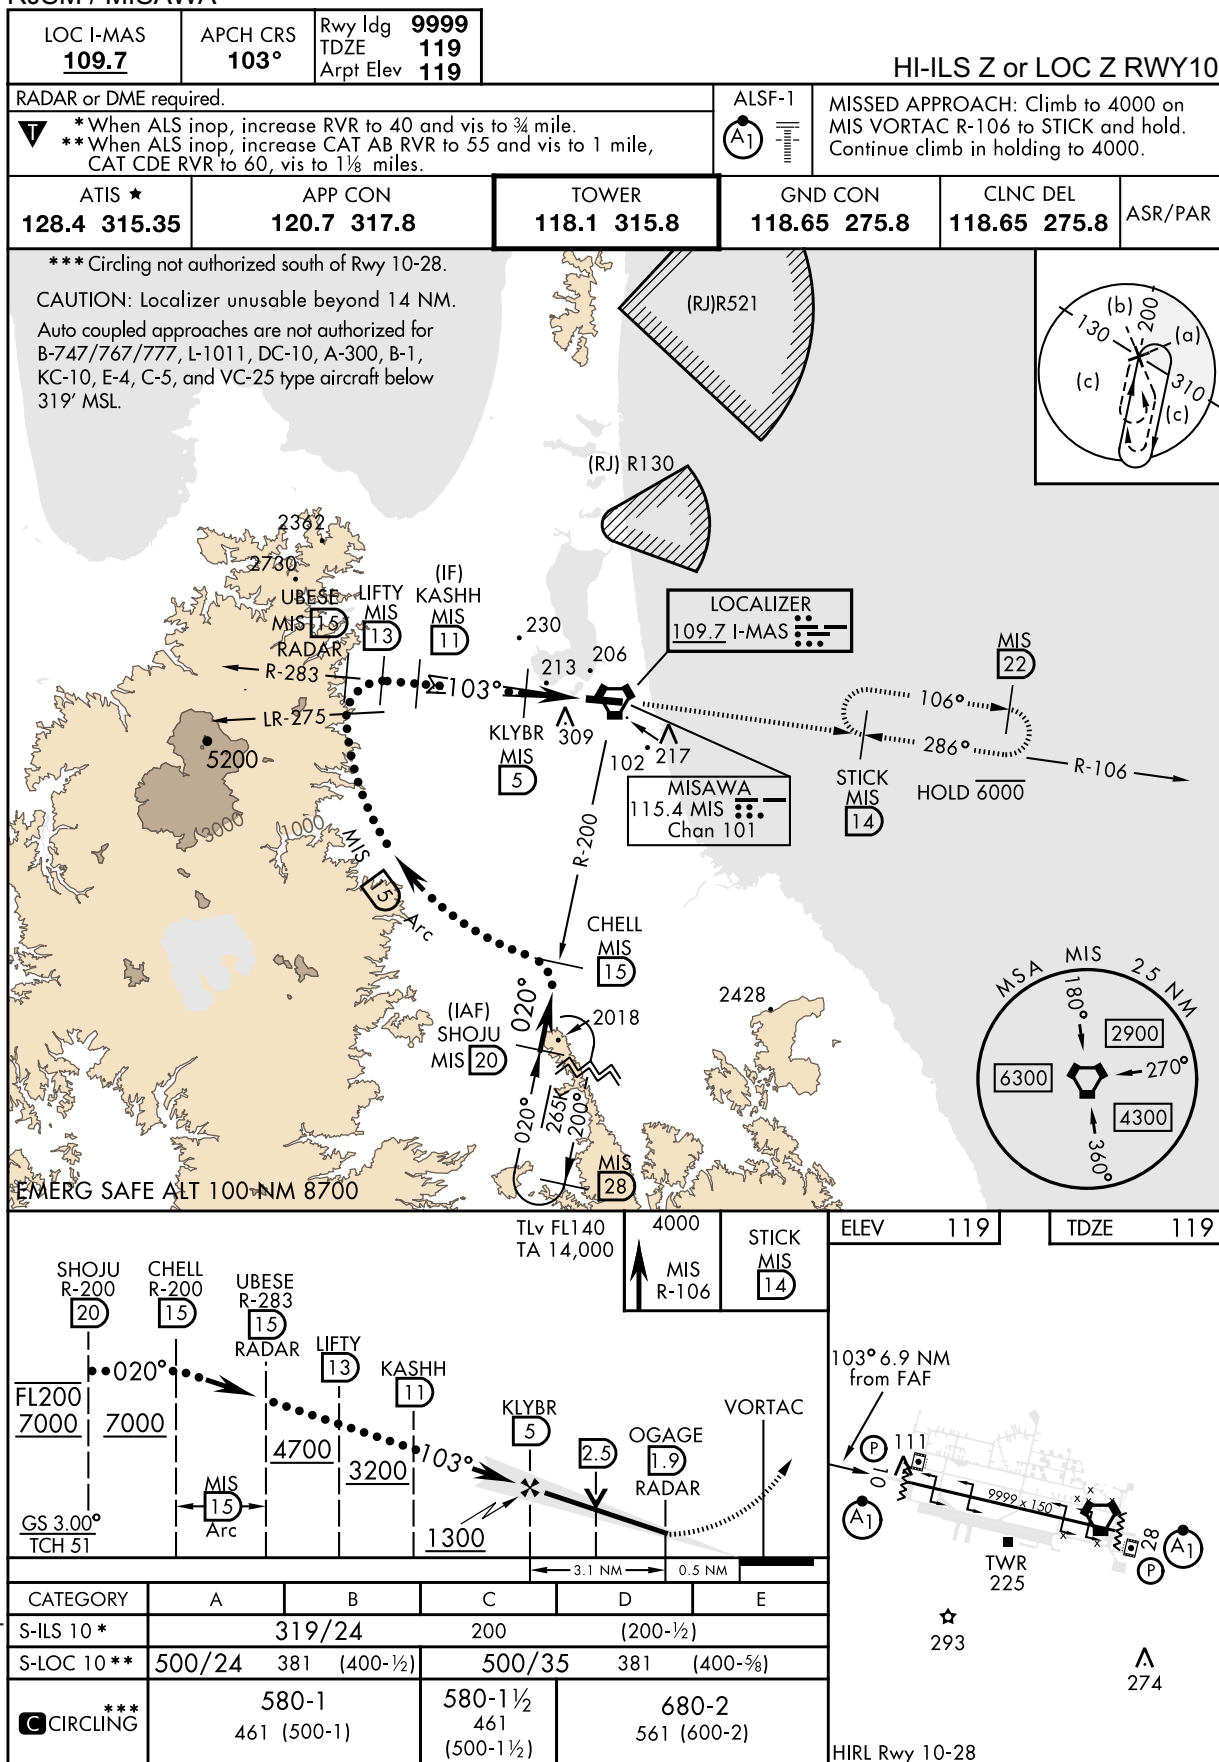 LOC I-MAS
109.7
APCH CRS
103°
Rwy ldg 9999
TDZE 119
Arpt Elev 119
HI-ILS Z or LOC Z RWY10
RADAR or DME required.
T
* When ALS inop, increase RVR to 40 and vis to ¾ mile.
** When ALS inop, increase CAT AB RVR to 55 and vis to 1 mile,
CAT CDE RVR to 60, vis to 1⅛ miles.
ALSF-1
A1
MISSED APPROACH: Climb to 4000 on
MIS VORTAC R-106 to STICK and hold.
Continue climb in holding to 4000.
ATIS ★
128.4 315.35
APP CON
120.7 317.8
TOWER
118.1 315.8
GND CON
118.65 275.8
CLNC DEL
118.65 275.8
ASR/PAR
*** Circling not authorized south of Rwy 10-28.
CAUTION: Localizer unusable beyond 14 NM.
Auto coupled approaches are not authorized for
B-747/767/777, L-1011, DC-10, A-300, B-1,
KC-10, E-4, C-5, and VC-25 type aircraft below
319' MSL.
(RJ)R521
(RJ) R130
(b)
200
130
(a)
(c)
310
(c)
2362
2730
UBESE
MIS 15
RADAR
LIFTY
MIS
13
(IF)
KASHH
MIS
11
230
213
206
LOCALIZER
109.7 I-MAS
MIS
22
R-283
103°
LR-275
5200
KLYBR
MIS
5
309
102
217
106°
286°
R-106
STICK
MIS
14
HOLD 6000
MISAWA
115.4 MIS
Chan 101
3000
1000
MIS 15 Arc
R-200
CHELL
MIS
15
020°
(IAF)
SHOJU
MIS 20
2018
2428
020°
265K
200°
MIS
28
MSA MIS 25 NM
180°
2900
6300
270°
4300
360°
EMERG SAFE ALT 100 NM 8700
TLv FL140
TA 14,000
4000
MIS
R-106
STICK
MIS
14
ELEV 119
TDZE 119
SHOJU
R-200
20
CHELL
R-200
15
UBESE
R-283
15
RADAR
LIFTY
13
KASHH
11
KLYBR
5
2.5
OGAGE
1.9
RADAR
VORTAC
020°
FL200
7000
7000
4700
3200
103°
1300
MIS
15
Arc
GS 3.00°
TCH 51
3.1 NM
0.5 NM
103° 6.9 NM
from FAF
P
111
10
A1
9999 x 150
x
x
x
x
x
28
A1
P
TWR
225
293
274
HIRL Rwy 10-28
CATEGORY A B C D E
S-ILS 10 * 319/24 200 (200-½)
S-LOC 10 ** 500/24 381 (400-½) 500/35 381 (400-⅝)
C CIRCLING *** 580-1 461 (500-1) 580-1½ 461 (500-1½) 680-2 561 (600-2)